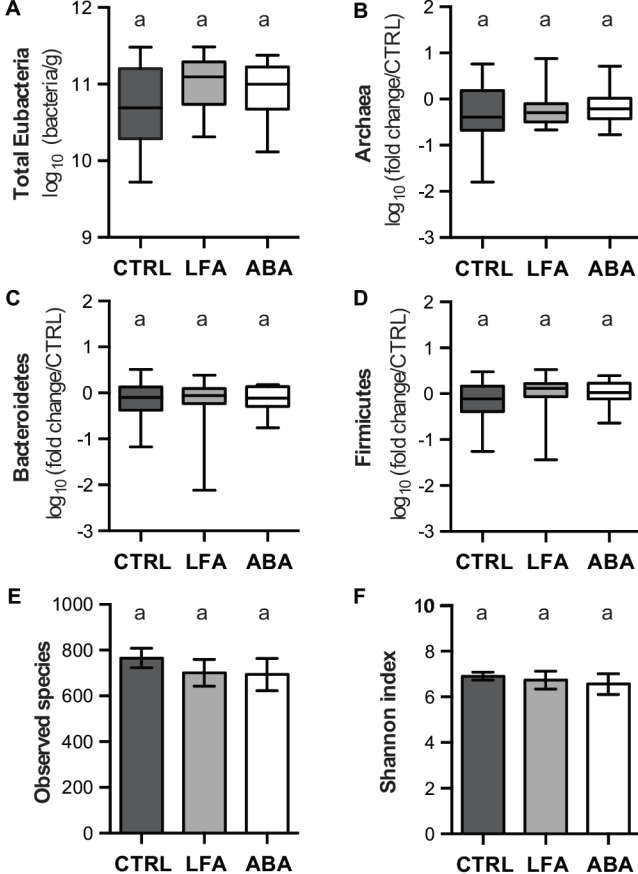 A
Total Eubacteria
log10 (bacteria/g)
12
11
10
9
a a a
CTRL LFA ABA
B
Archaea
log10 (fold change/CTRL)
2
1
0
-1
-2
-3
a a a
CTRL LFA ABA
C
Bacteroidetes
log10 (fold change/CTRL)
2
1
0
-1
-2
-3
a a a
CTRL LFA ABA
D
Firmicutes
log10 (fold change/CTRL)
2
1
0
-1
-2
-3
a a a
CTRL LFA ABA
E
Observed species
1000
800
600
400
200
0
a a a
CTRL LFA ABA
F
Shannon index
10
8
6
4
2
0
a a a
CTRL LFA ABA